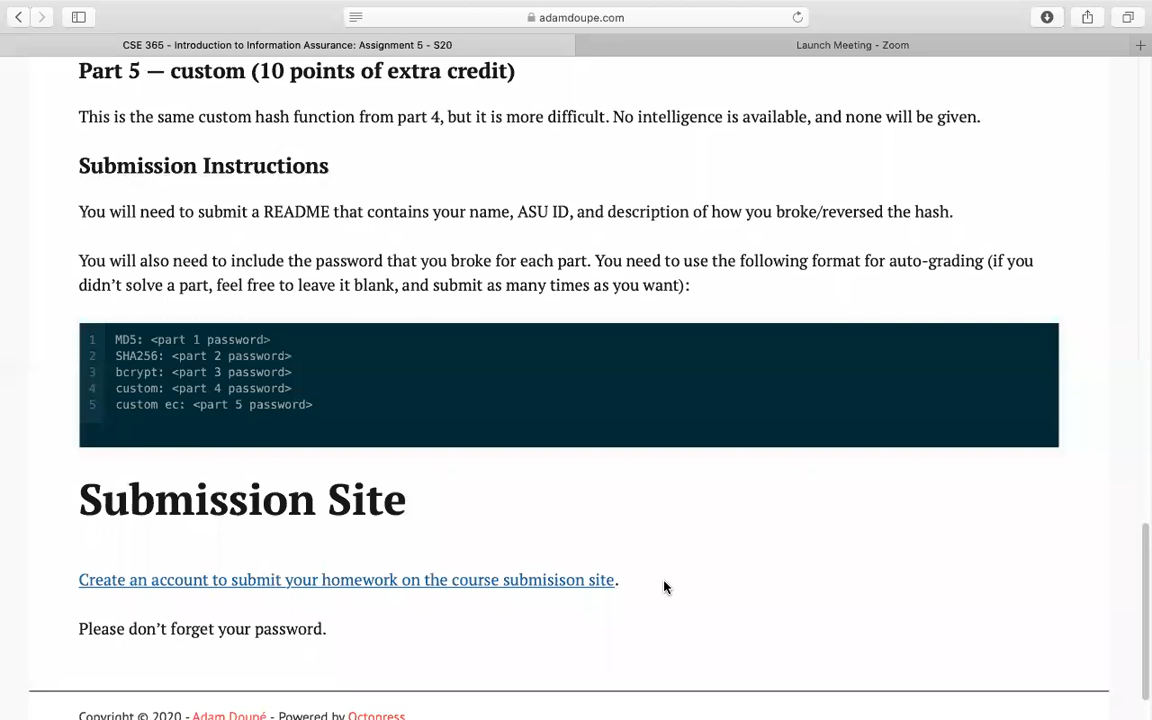 adamdoupe.com
CSE 365 - Introduction to Information Assurance: Assignment 5 - S20
Launch Meeting - Zoom
Part 5 — custom (10 points of extra credit)
This is the same custom hash function from part 4, but it is more difficult. No intelligence is available, and none will be given.
Submission Instructions
You will need to submit a README that contains your name, ASU ID, and description of how you broke/reversed the hash.
You will also need to include the password that you broke for each part. You need to use the following format for auto-grading (if you
didn’t solve a part, feel free to leave it blank, and submit as many times as you want):
1 MD5: <part 1 password>
2 SHA256: <part 2 password>
3 bcrypt: <part 3 password>
4 custom: <part 4 password>
5 custom ec: <part 5 password>
Submission Site
Create an account to submit your homework on the course submisison site.
Please don’t forget your password.
Copyright © 2020 - Adam Doupé - Powered by Octopress